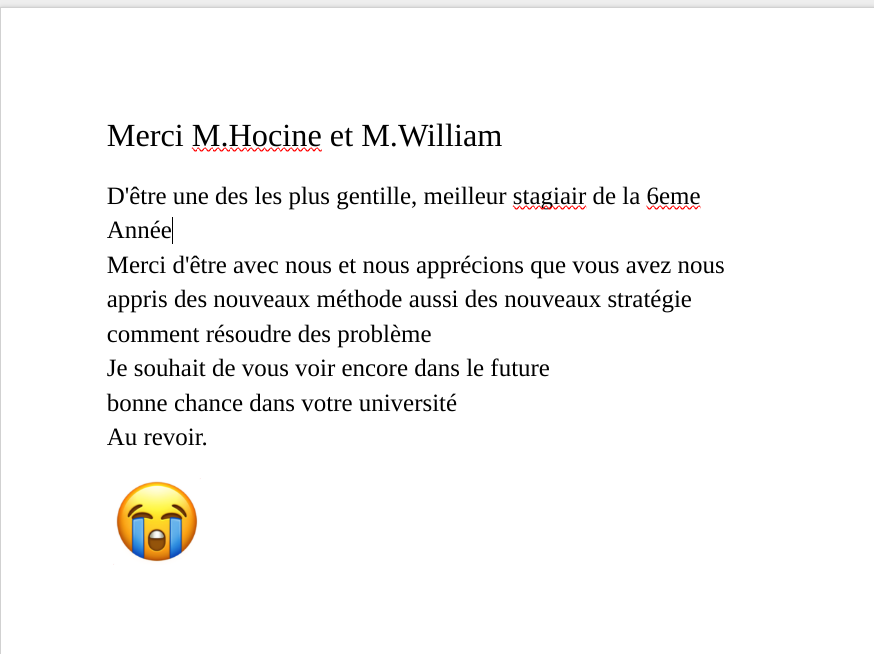 Merci M.Hocine et M.William
D'être une des les plus gentille, meilleur stagiair de la 6eme
Année
Merci d'être avec nous et nous apprécions que vous avez nous
appris des nouveaux méthode aussi des nouveaux stratégie
comment résoudre des problème
Je souhait de vous voir encore dans le future
bonne chance dans votre université
Au revoir.